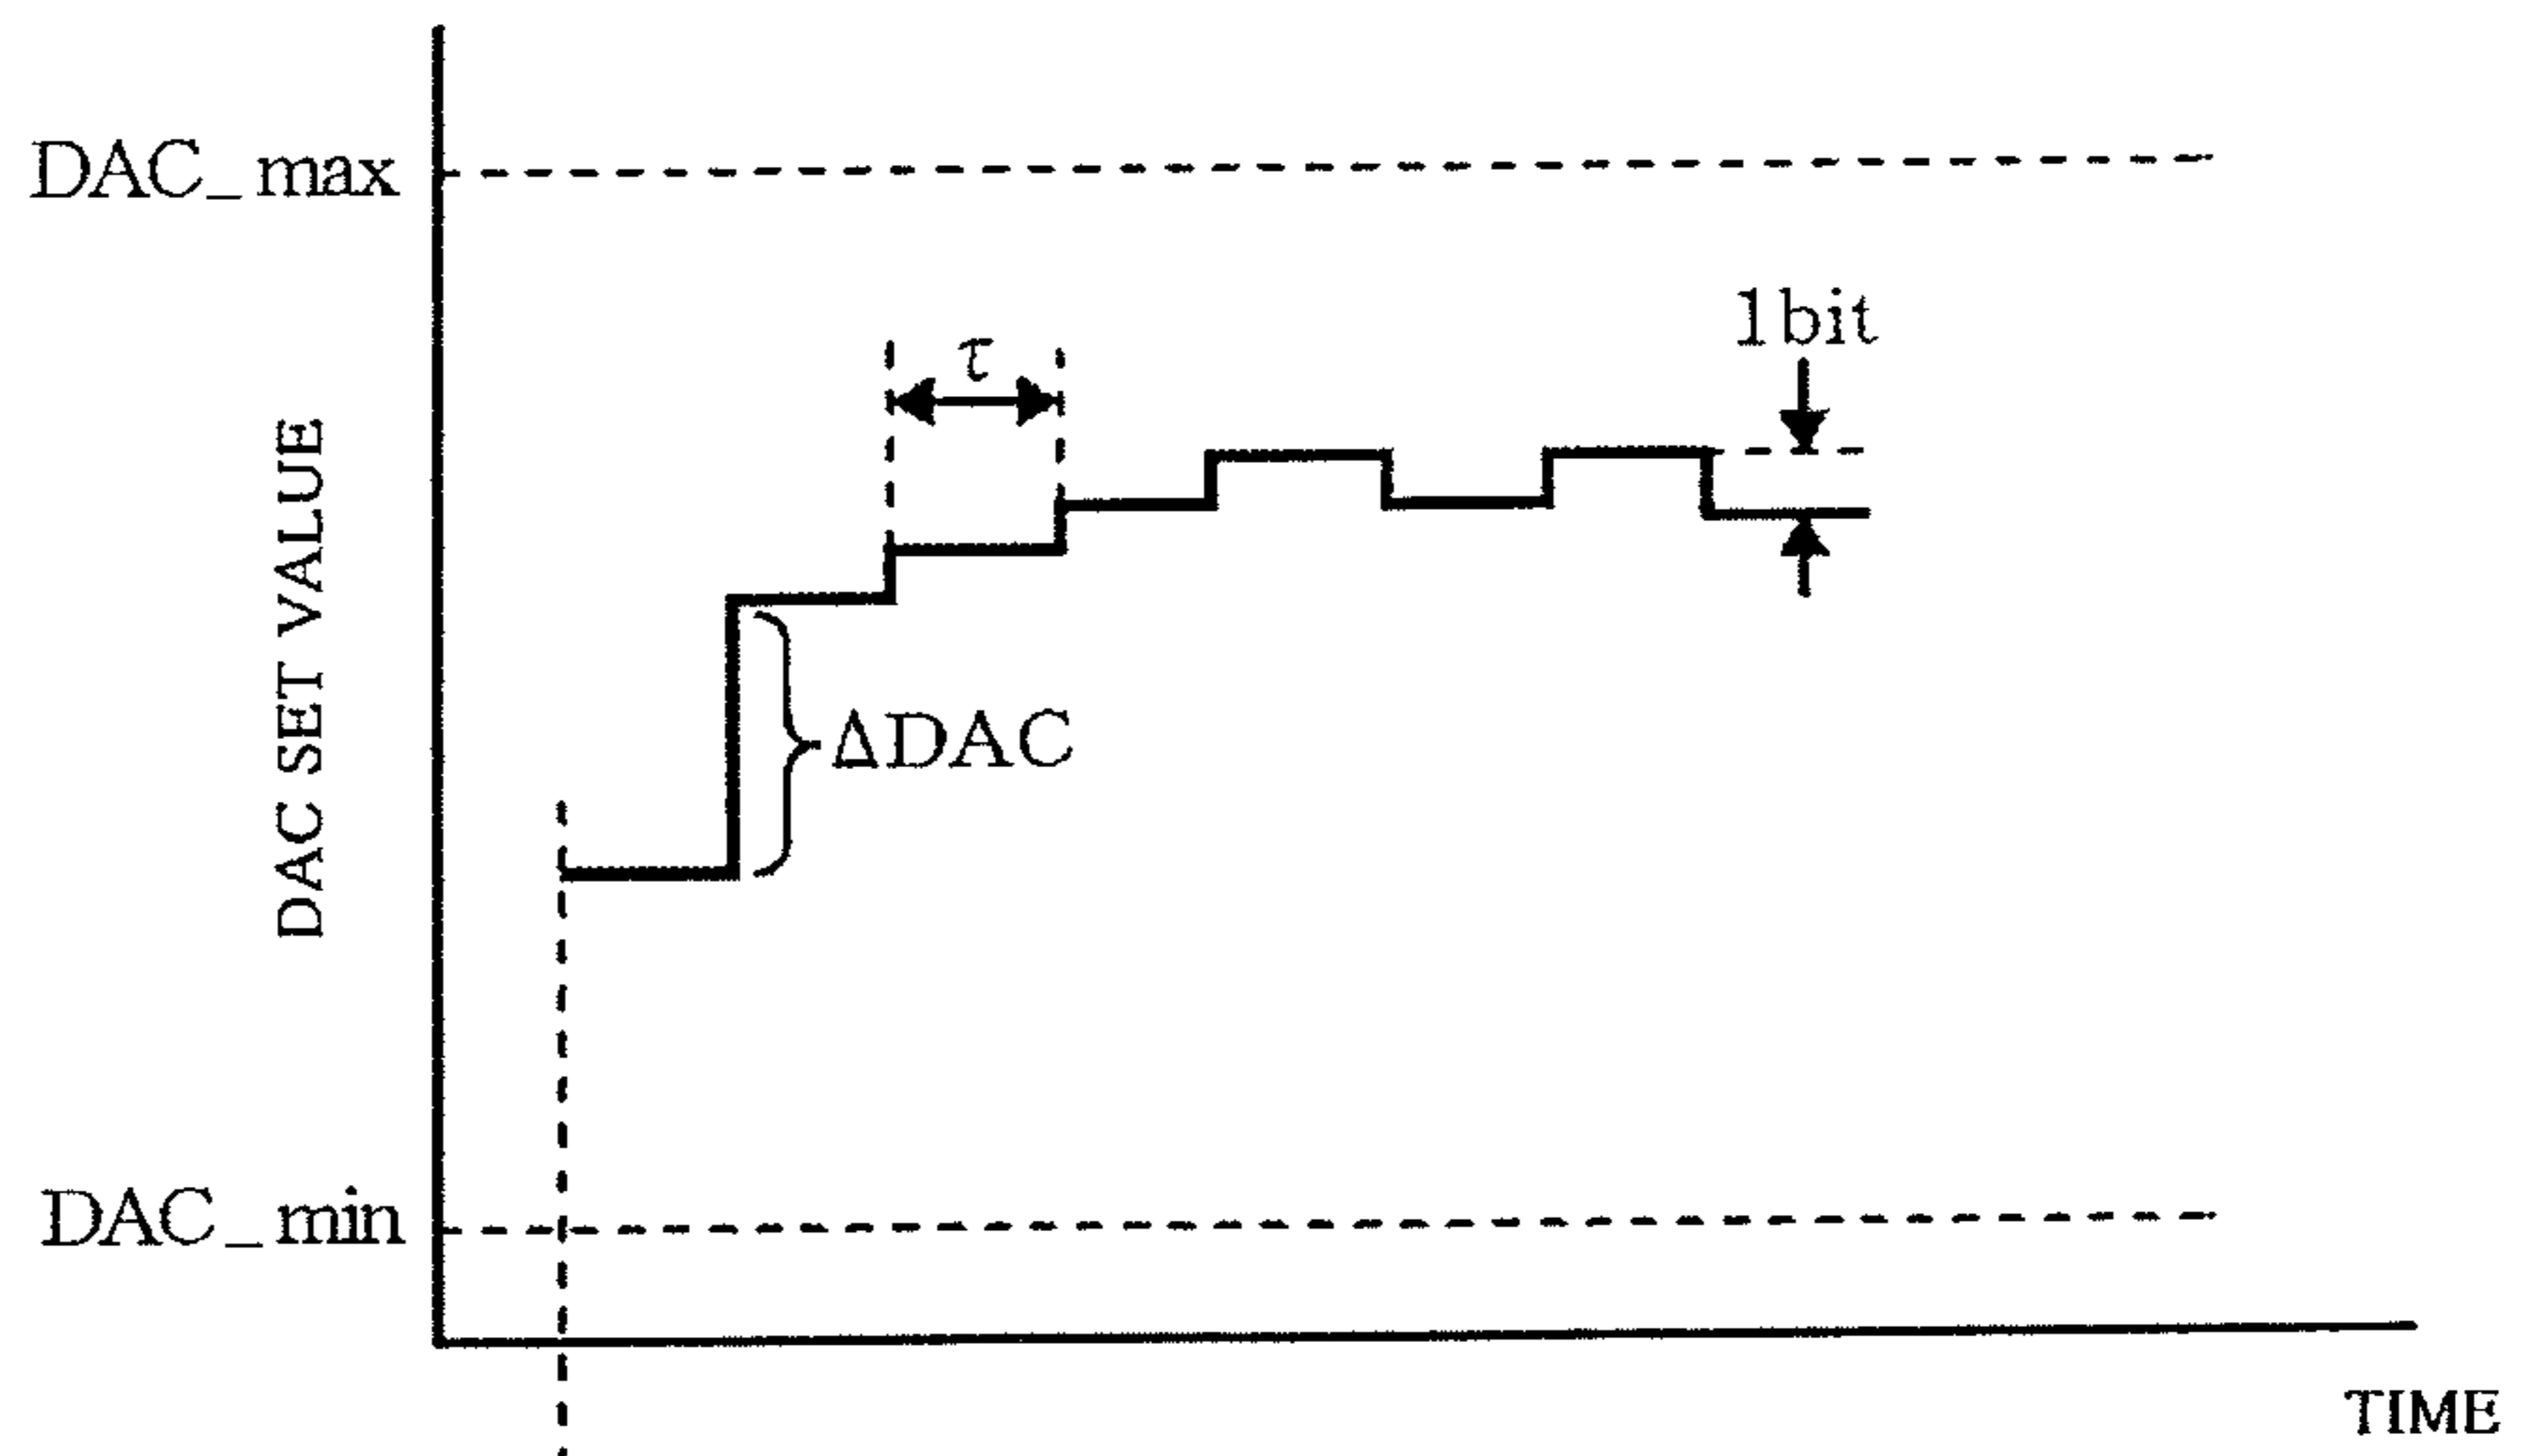 DAC_max
1bit
τ
DAC SET VALUE
ΔDAC
DAC_min
TIME